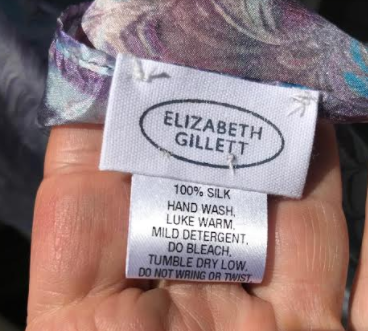 ELIZABETH
GILLETT
100% SILK
HAND WASH,
LUKE WARM,
MILD DETERGENT,
DO BLEACH,
TUMBLE DRY LOW,
DO NOT WRING OR TWIST